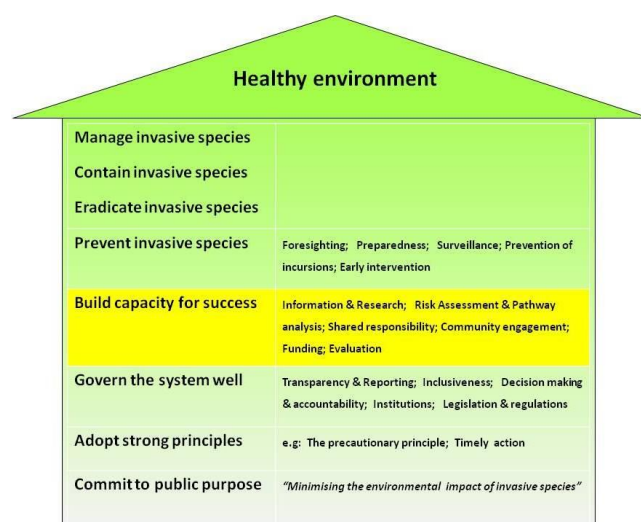 Healthy environment
Manage invasive species
Contain invasive species
Eradicate invasive species
Prevent invasive species
Foresighting; Preparedness; Surveillance; Prevention of
incursions; Early intervention
Build capacity for success
Information & Research; Risk Assessment & Pathway
analysis; Shared responsibility; Community engagement;
Funding; Evaluation
Govern the system well
Transparency & Reporting; Inclusiveness; Decision making
& accountability; Institutions; Legislation & regulations
Adopt strong principles
e.g: The precautionary principle; Timely action
Commit to public purpose
“Minimising the environmental impact of invasive species”